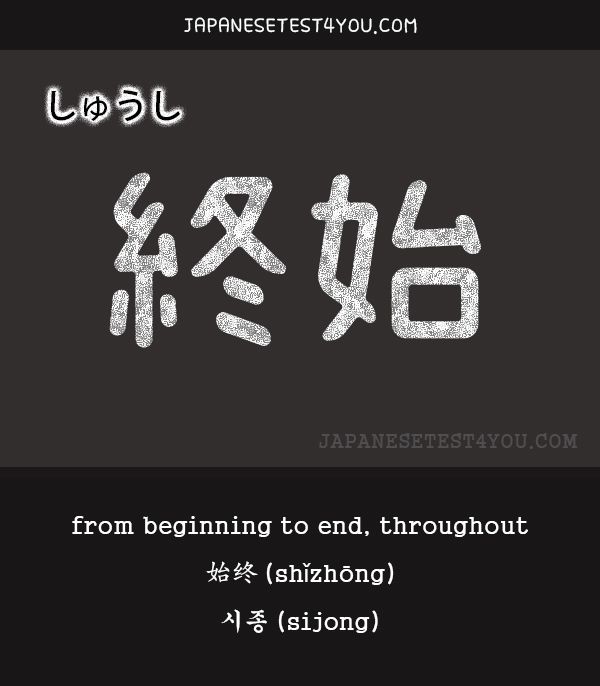 JAPANESETEST4YOU.COM
しゅうし
終始
JAPANESETEST4YOU.COM
from beginning to end, throughout
始终 (shǐzhōng)
시종 (sijong)